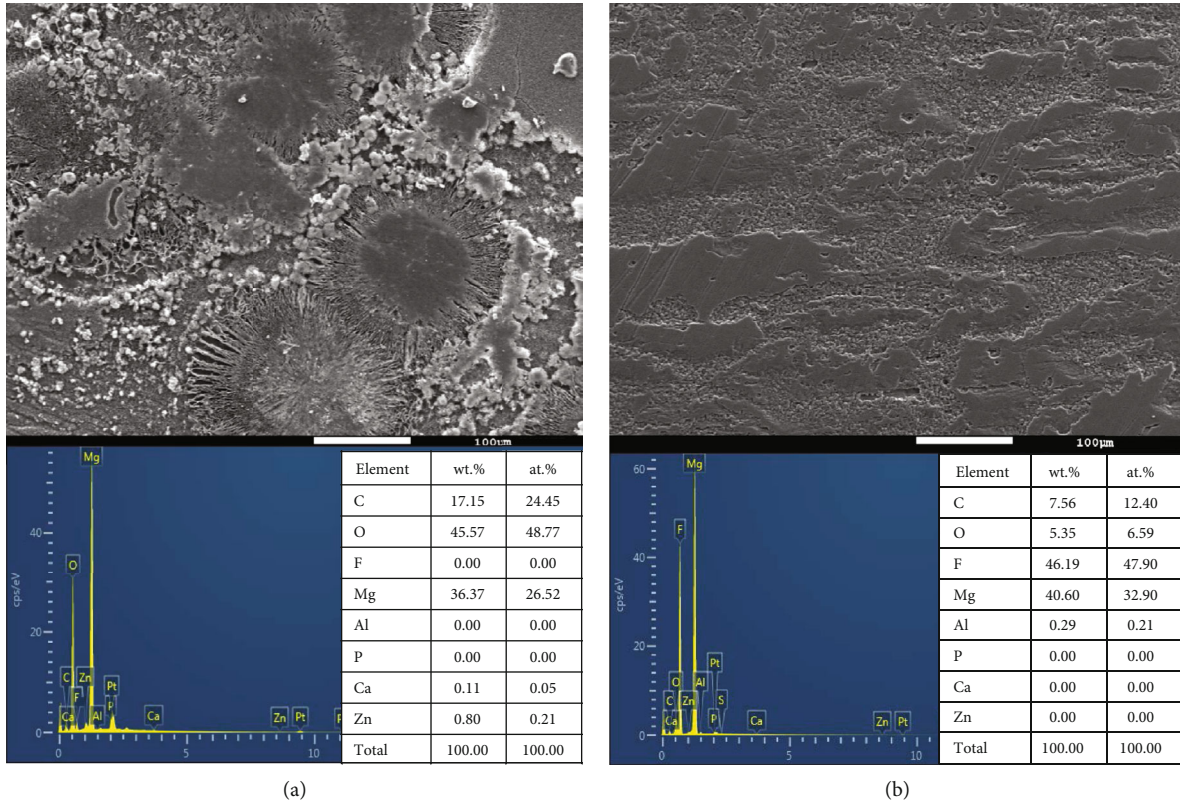 100μm
100μm
cps/eV
40
20
0
0
5
10
Mg
O
C
Zn
Pt
F
P
Ca
Al
Ca
Zn
Pt
P
Element wt.% at.%
C 17.15 24.45
O 45.57 48.77
F 0.00 0.00
Mg 36.37 26.52
Al 0.00 0.00
P 0.00 0.00
Ca 0.11 0.05
Zn 0.80 0.21
Total 100.00 100.00
cps/eV
60
40
20
0
0
5
10
Mg
F
Pt
O
Al
C
Zn
S
Ca
P
Ca
Zn
Pt
Element wt.% at.%
C 7.56 12.40
O 5.35 6.59
F 46.19 47.90
Mg 40.60 32.90
Al 0.29 0.21
P 0.00 0.00
Ca 0.00 0.00
Zn 0.00 0.00
Total 100.00 100.00
(a)
(b)